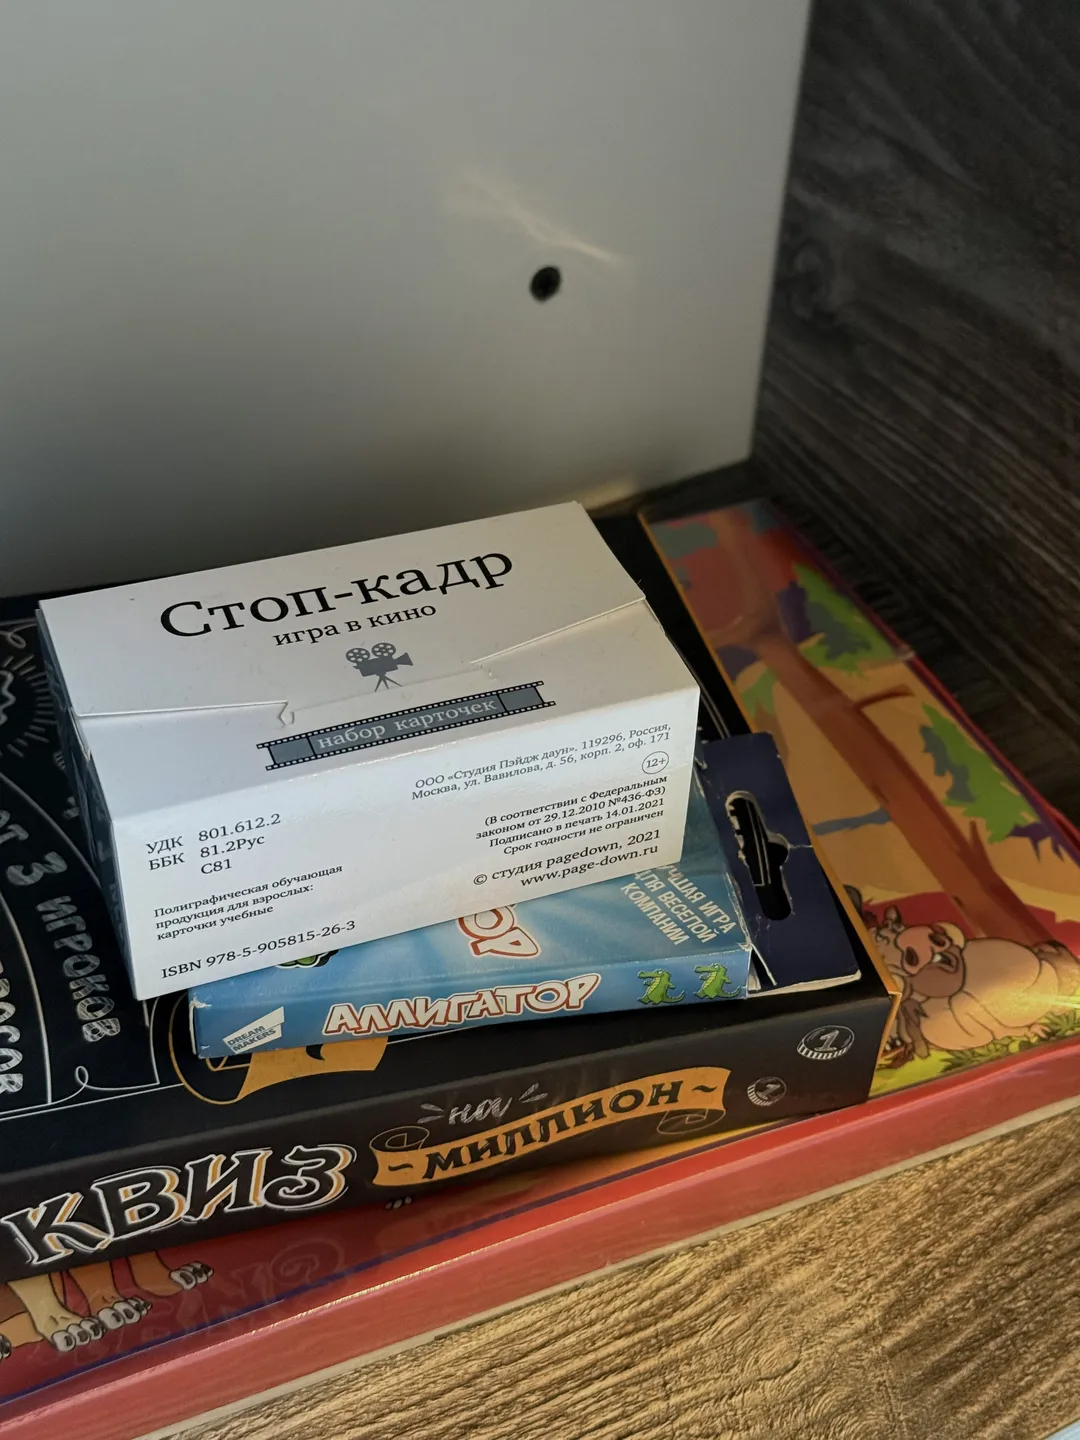 Стоп-кадр
игра в кино
набор карточек
ООО «Студия Пэйдж даун». 119296, Россия,
Москва, ул. Вавилова, д. 56, корп. 2, оф. 171
12+
(В соответствии с Федеральным
законом от 29.12.2010 №436-ФЗ)
Подписано в печать 14.01.2021
Срок годности не ограничен
© студия pagedown, 2021
www.page-down.ru
УДК 801.612.2
ББК 81.2Рус
С81
Полиграфическая обучающая
продукция для взрослых:
карточки учебные
ISBN 978-5-905815-26-3
ИГРА
ДЛЯ ВЕСЕЛОЙ
КОМПАНИИ
АЛЛИГАТОР
DREAM
MAKERS
ОТ 3 ИГРОКОВ
КВИЗ
на
~МИЛЛИОН~
1
2